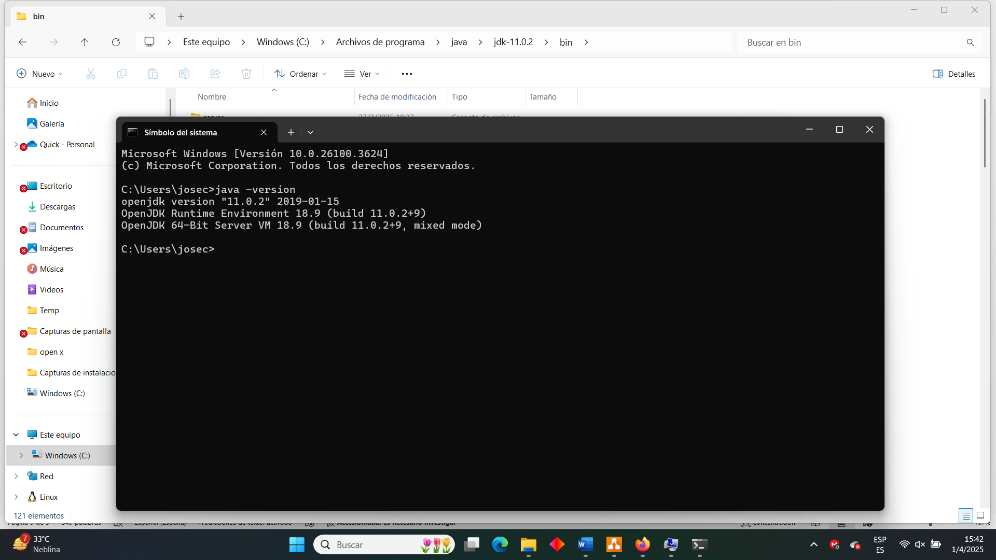 bin
Este equipo
Windows (C:)
Archivos de programa
java
jdk-11.0.2
bin
Buscar en bin
Nuevo
Ordenar
Ver
Detalles
Nombre
Fecha de modificación
Tipo
Tamaño
Inicio
Galería
Quick - Personal
Escritorio
Descargas
Documentos
Imágenes
Música
Videos
Temp
Capturas de pantalla
open x
Capturas de instalacio
Windows (C:)
Este equipo
Windows (C:)
Red
Linux
121 elementos
Símbolo del sistema
Microsoft Windows [Versión 10.0.26100.3624]
(c) Microsoft Corporation. Todos los derechos reservados.
C:\Users\josec>java -version
openjdk version "11.0.2" 2019-01-15
OpenJDK Runtime Environment 18.9 (build 11.0.2+9)
OpenJDK 64-Bit Server VM 18.9 (build 11.0.2+9, mixed mode)
C:\Users\josec>
33°C
Neblina
Buscar
ESP
ES
15:42
1/4/2025